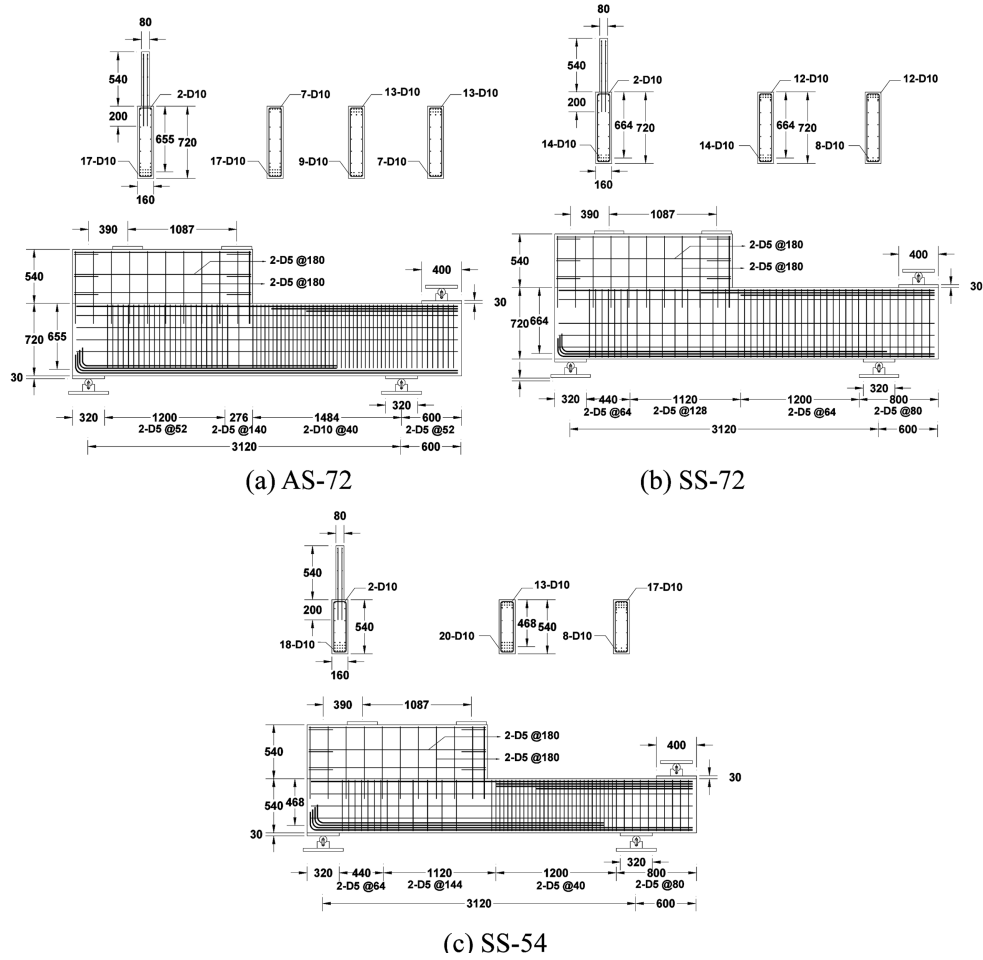 80
540
200
2-D10
655
720
17-D10
160
7-D10
17-D10
13-D10
9-D10
13-D10
7-D10
390
1087
2-D5 @180
2-D5 @180
540
400
30
720
655
30
320
320
1200
276
1484
600
2-D5 @52
2-D5 @140
2-D10 @40
2-D5 @52
3120
(a) AS-72
80
540
200
2-D10
664
720
14-D10
160
12-D10
664
720
14-D10
12-D10
8-D10
390
1087
2-D5 @180
2-D5 @180
540
400
30
720
664
320
320
440
1120
1200
800
2-D5 @64
2-D5 @128
2-D5 @64
2-D5 @80
3120
600
(b) SS-72
80
540
200
2-D10
540
18-D10
160
13-D10
468
540
20-D10
17-D10
8-D10
390
1087
2-D5 @180
2-D5 @180
540
400
30
540
468
30
320
320
440
1120
1200
800
2-D5 @64
2-D5 @144
2-D5 @40
2-D5 @80
3120
600
(c) SS-54